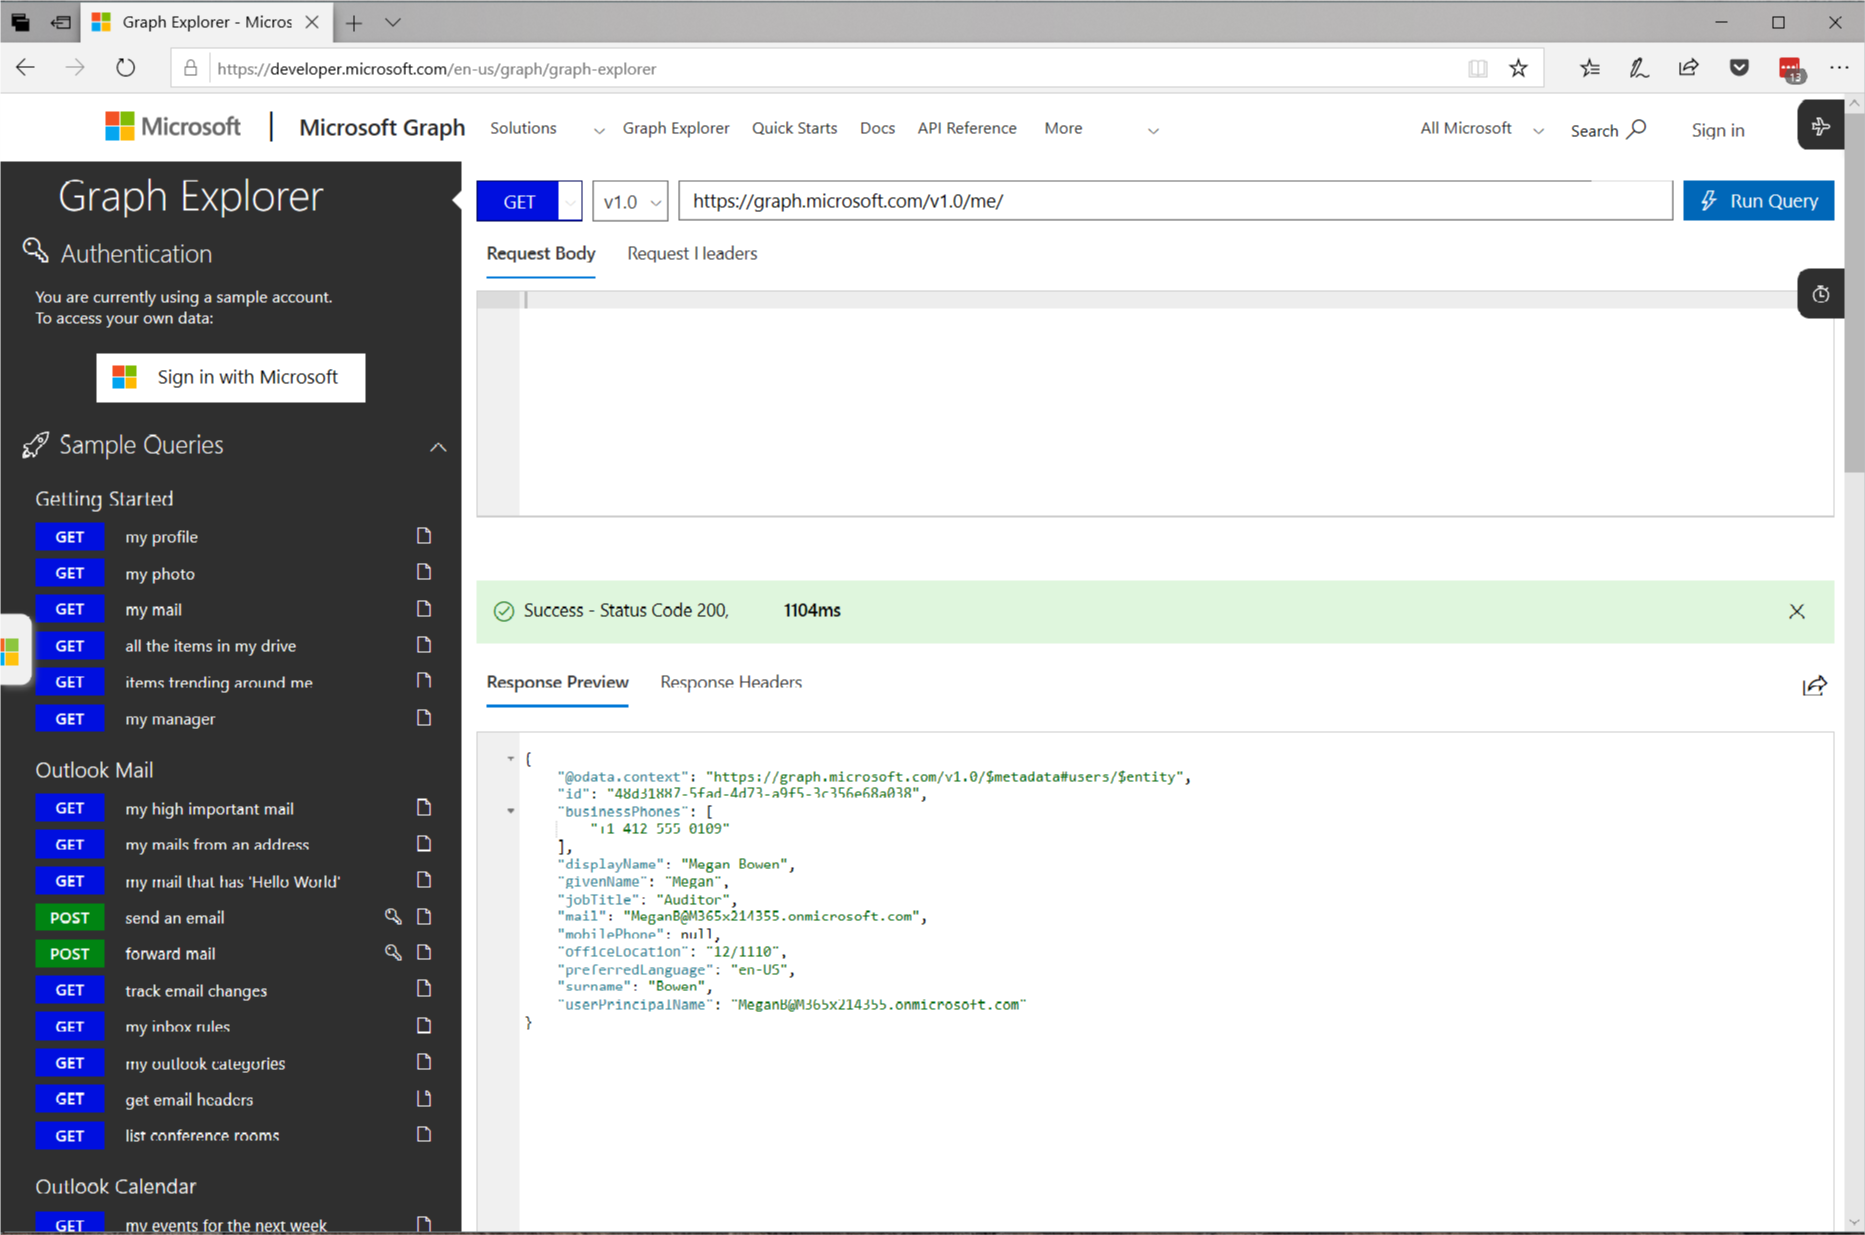 Graph Explorer - Micros
https://developer.microsoft.com/en-us/graph/graph-explorer
13
Microsoft | Microsoft Graph Solutions Graph Explorer Quick Starts Docs API Reference More All Microsoft Search Sign in
Graph Explorer
Authentication
You are currently using a sample account.
To access your own data:
Sign in with Microsoft
Sample Queries
Getting Started
GET my profile
GET my photo
GET my mail
GET all the items in my drive
GET items trending around me
GET my manager
Outlook Mail
GET my high important mail
GET my mails from an address
GET my mail that has 'Hello World'
POST send an email
POST forward mail
GET track email changes
GET my inbox rules
GET my outlook categories
GET get email headers
GET list conference rooms
Outlook Calendar
GET my events for the next week
GET v1.0 https://graph.microsoft.com/v1.0/me/ Run Query
Request Body Request Headers
Success - Status Code 200, 1104ms
Response Preview Response Headers
{
"@odata.context": "https://graph.microsoft.com/v1.0/$metadata#users/$entity",
"id": "48d31887-5fad-4d73-a9f5-3c356e68a038",
"businessPhones": [
"+1 412 555 0109"
],
"displayName": "Megan Bowen",
"givenName": "Megan",
"jobTitle": "Auditor",
"mail": "MeganB@M365x214355.onmicrosoft.com",
"mobilePhone": null,
"officeLocation": "12/1110",
"preferredLanguage": "en-US",
"surname": "Bowen",
"userPrincipalName": "MeganB@M365x214355.onmicrosoft.com"
}